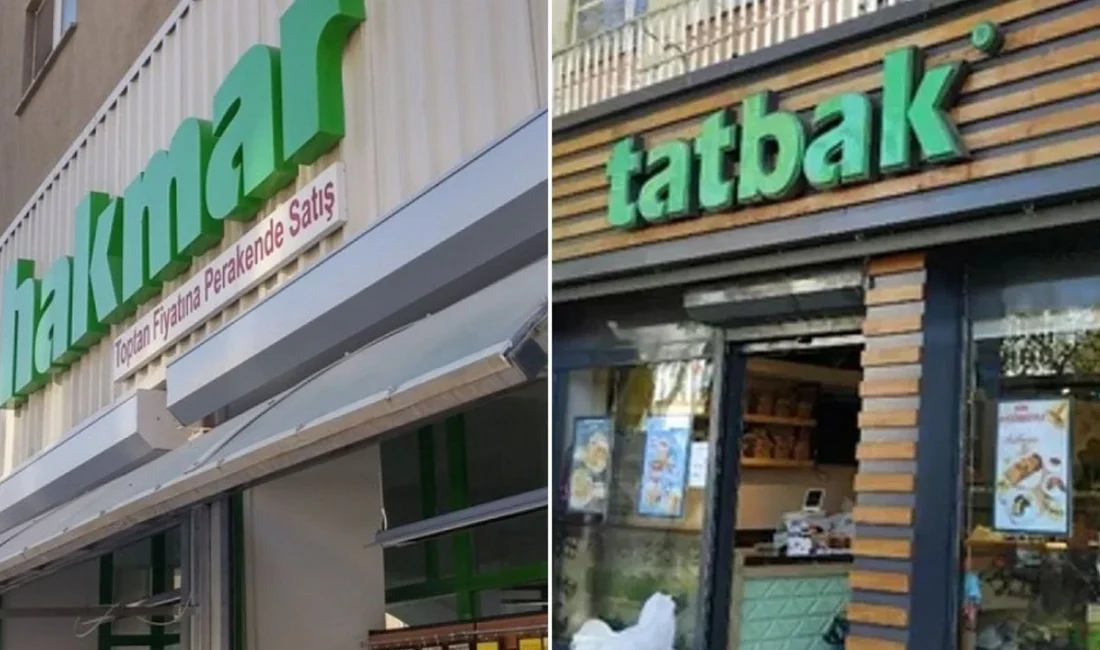 hakmar
Toptan Fiyatına Perakende Satış
tatbak